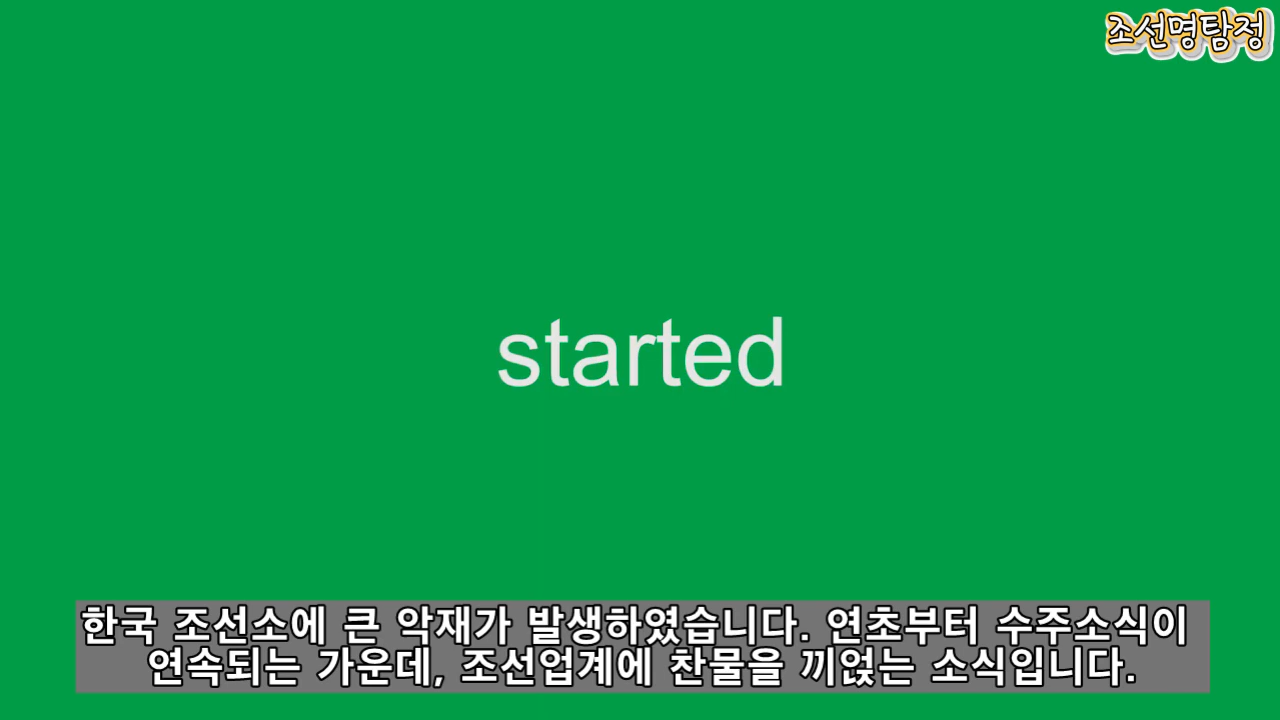 조선명탐정
started
한국 조선소에 큰 악재가 발생하였습니다. 연초부터 수주소식이
연속되는 가운데, 조선업계에 찬물을 끼얹는 소식입니다.